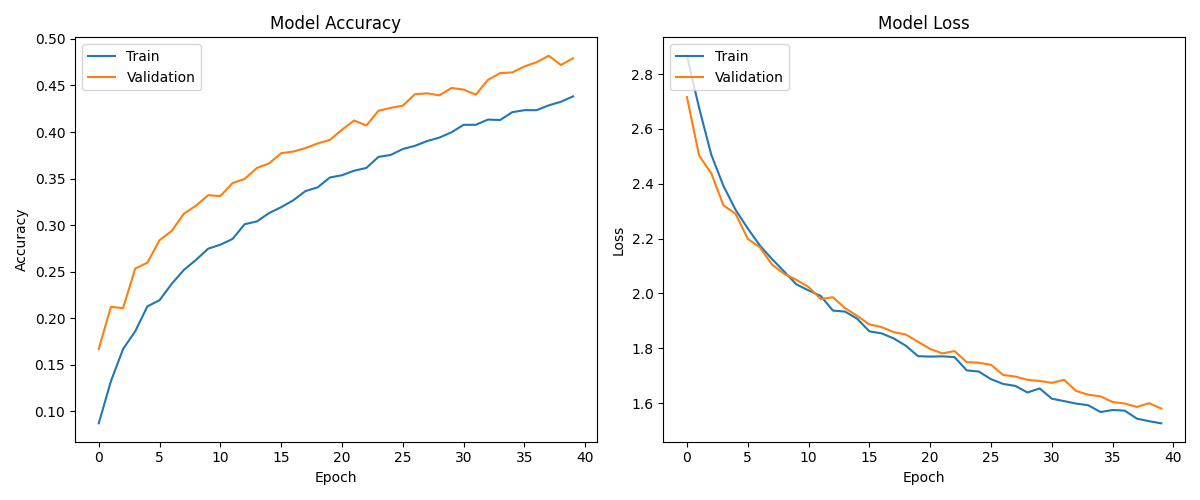 Model Accuracy
Train
Validation
0.50
0.45
0.40
0.35
0.30
0.25
0.20
0.15
0.10
Accuracy
0 5 10 15 20 25 30 35 40
Epoch
Model Loss
Train
Validation
2.8
2.6
2.4
2.2
2.0
1.8
1.6
Loss
0 5 10 15 20 25 30 35 40
Epoch